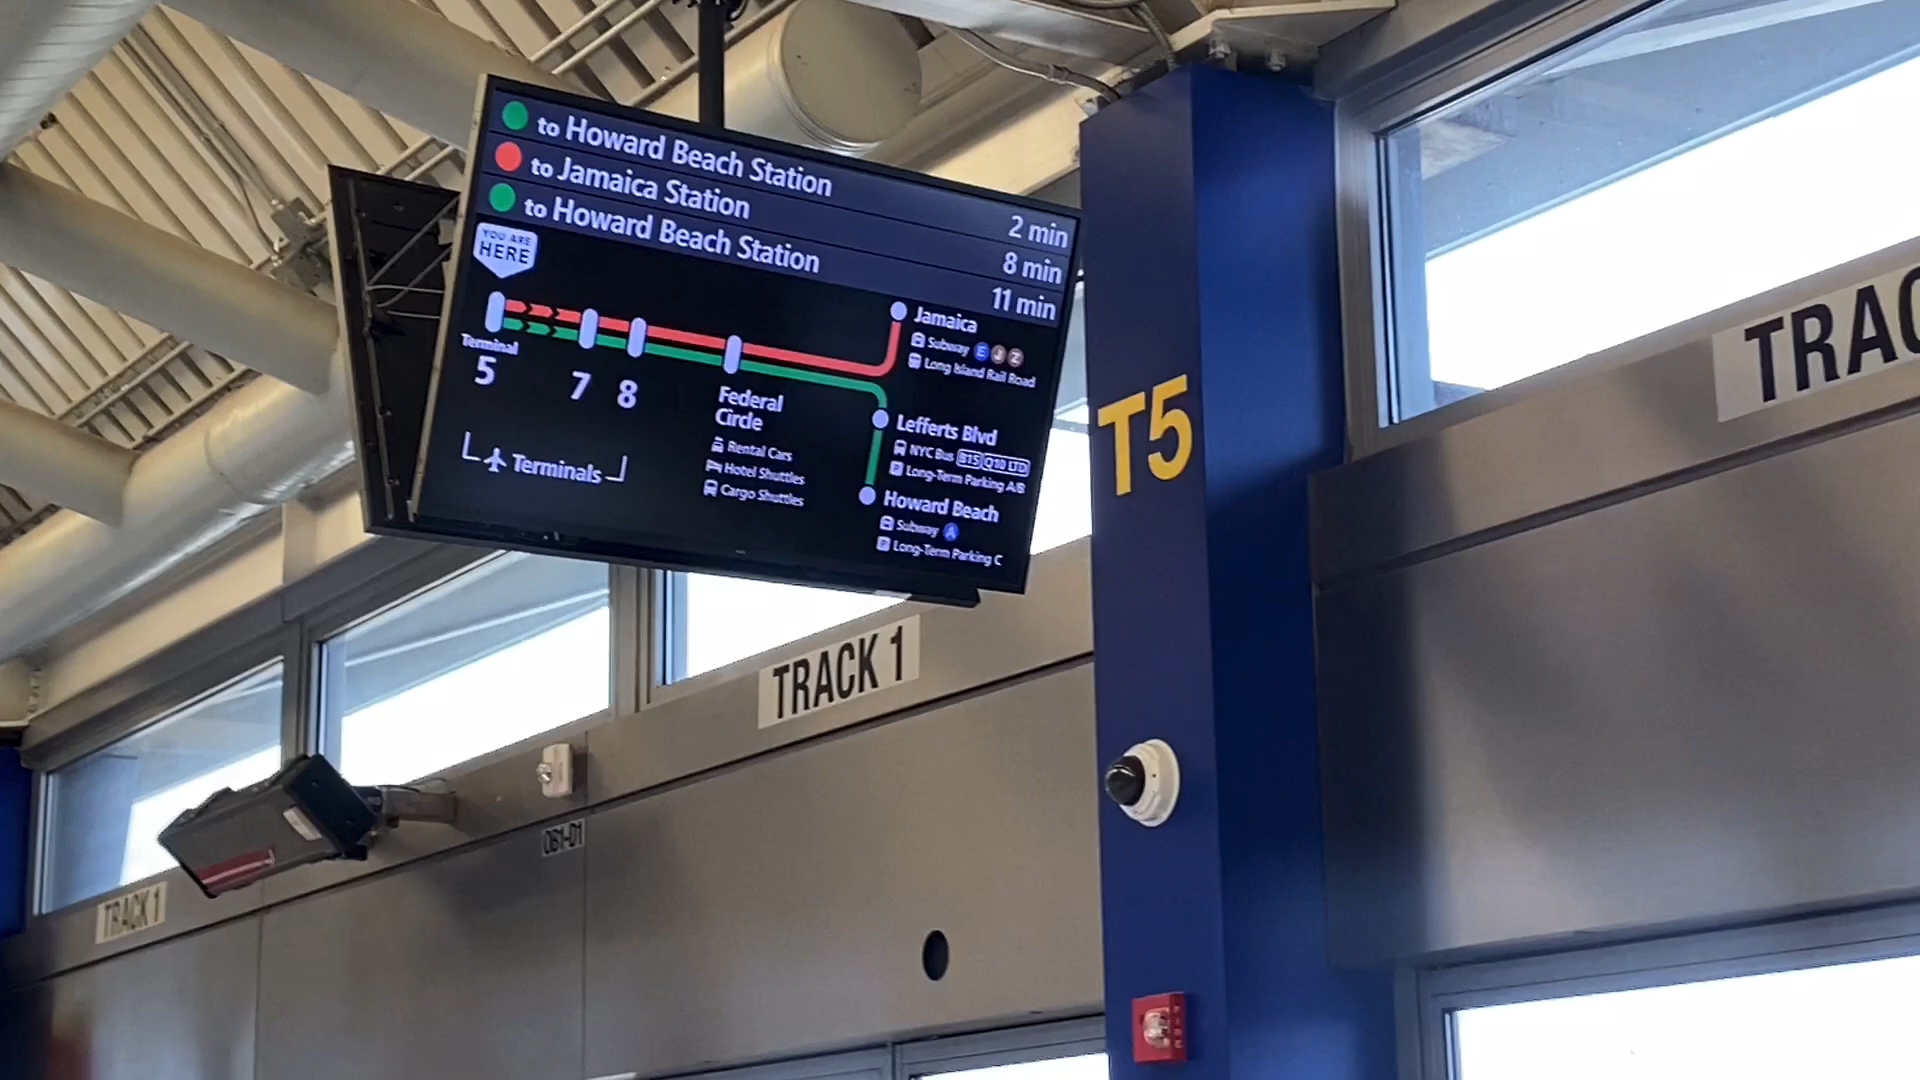 to Howard Beach Station 2 min
to Jamaica Station 8 min
to Howard Beach Station 11 min
YOU ARE
HERE
Terminal
5
7
8
Terminals
Federal
Circle
Rental Cars
Hotel Shuttles
Cargo Shuttles
Jamaica
Subway E J Z
Long Island Rail Road
Lefferts Blvd
NYC Bus B15 Q10 LTD
Long-Term Parking A/B
Howard Beach
Subway A
Long-Term Parking C
T5
TRAC
TRACK 1
OB1-01
TRACK 1
FIRE